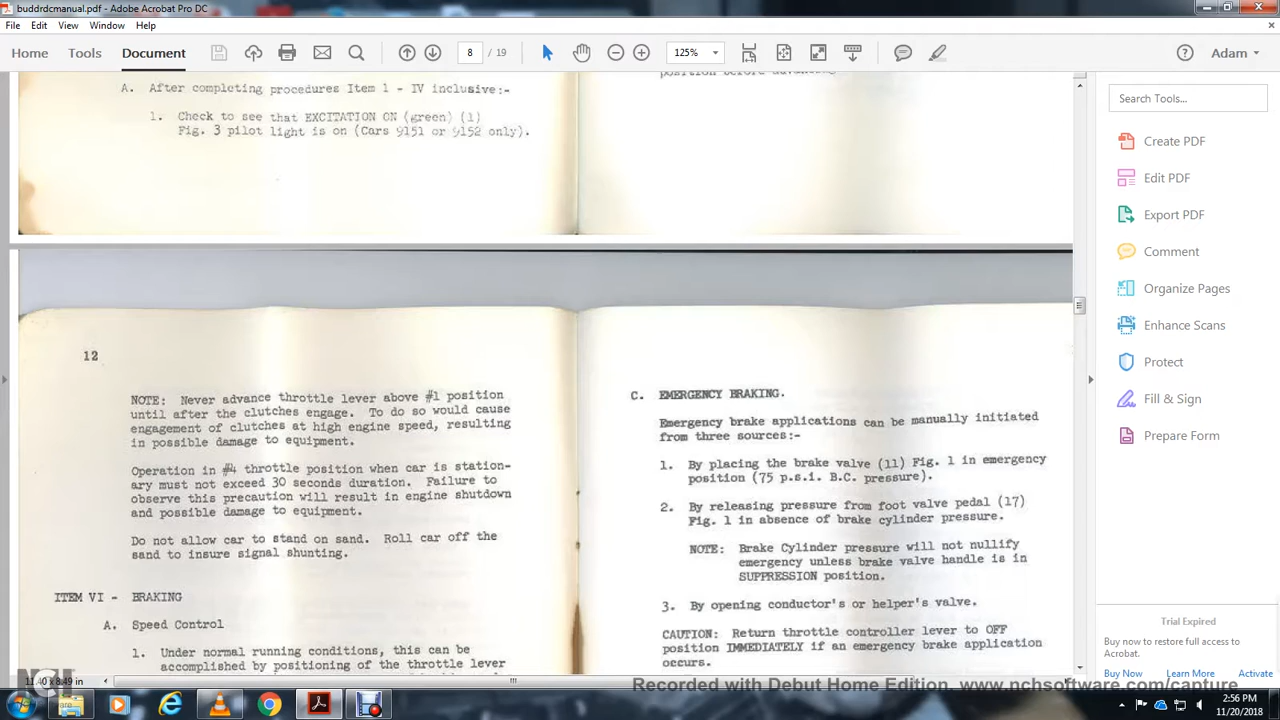 buddrdcmanual.pdf - Adobe Acrobat Pro DC
File Edit View Window Help
Home Tools Document 8 / 19 125% Adam
position before
A. After completing procedures Item 1 - IV inclusive:-
1. Check to see that EXCITATION ON (green) (1)
Fig. 3 pilot light is on (Cars 9151 or 9152 only).
12
NOTE: Never advance throttle lever above #1 position
until after the clutches engage. To do so would cause
engagement of clutches at high engine speed, resulting
in possible damage to equipment.
Operation in #4 throttle position when car is station-
ary must not exceed 30 seconds duration. Failure to
observe this precaution will result in engine shutdown
and possible damage to equipment.
Do not allow car to stand on sand. Roll car off the
sand to insure signal shunting.
ITEM VI - BRAKING
A. Speed Control
1. Under normal running conditions, this can be
accomplished by positioning of the throttle lever
C. EMERGENCY BRAKING.
Emergency brake applications can be manually initiated
from three sources:-
1. By placing the brake valve (11) Fig. 1 in emergency
position (75 p.s.i. B.C. pressure).
2. By releasing pressure from foot valve pedal (17)
Fig. 1 in absence of brake cylinder pressure.
NOTE: Brake Cylinder pressure will not nullify
emergency unless brake valve handle is in
SUPPRESSION position.
3. By opening conductor's or helper's valve.
CAUTION: Return throttle controller lever to OFF
position IMMEDIATELY if an emergency brake application
occurs.
Search Tools...
Create PDF
Edit PDF
Export PDF
Comment
Organize Pages
Enhance Scans
Protect
Fill & Sign
Prepare Form
Trial Expired
Buy now to restore full access to
Acrobat.
Buy Now Learn More Activate
11.40 x 8.49 in
Recorded with Debut Home Edition. www.nchsoftware.com/capture
2:56 PM
11/20/2018